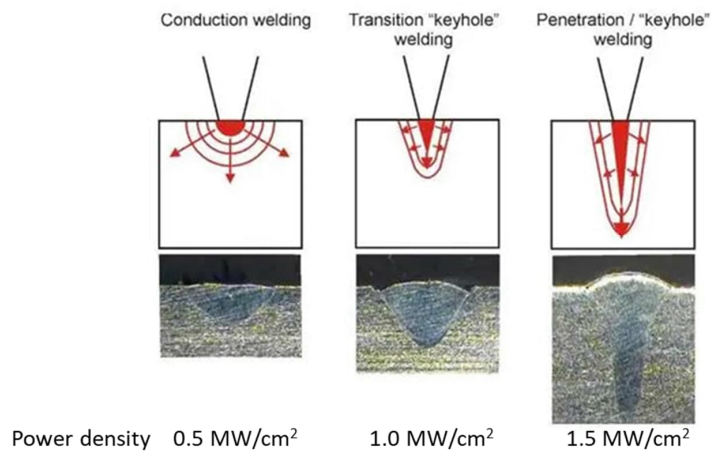 Conduction welding
Transition “keyhole”
welding
Penetration / “keyhole”
welding
Power density 0.5 MW/cm² 1.0 MW/cm² 1.5 MW/cm²